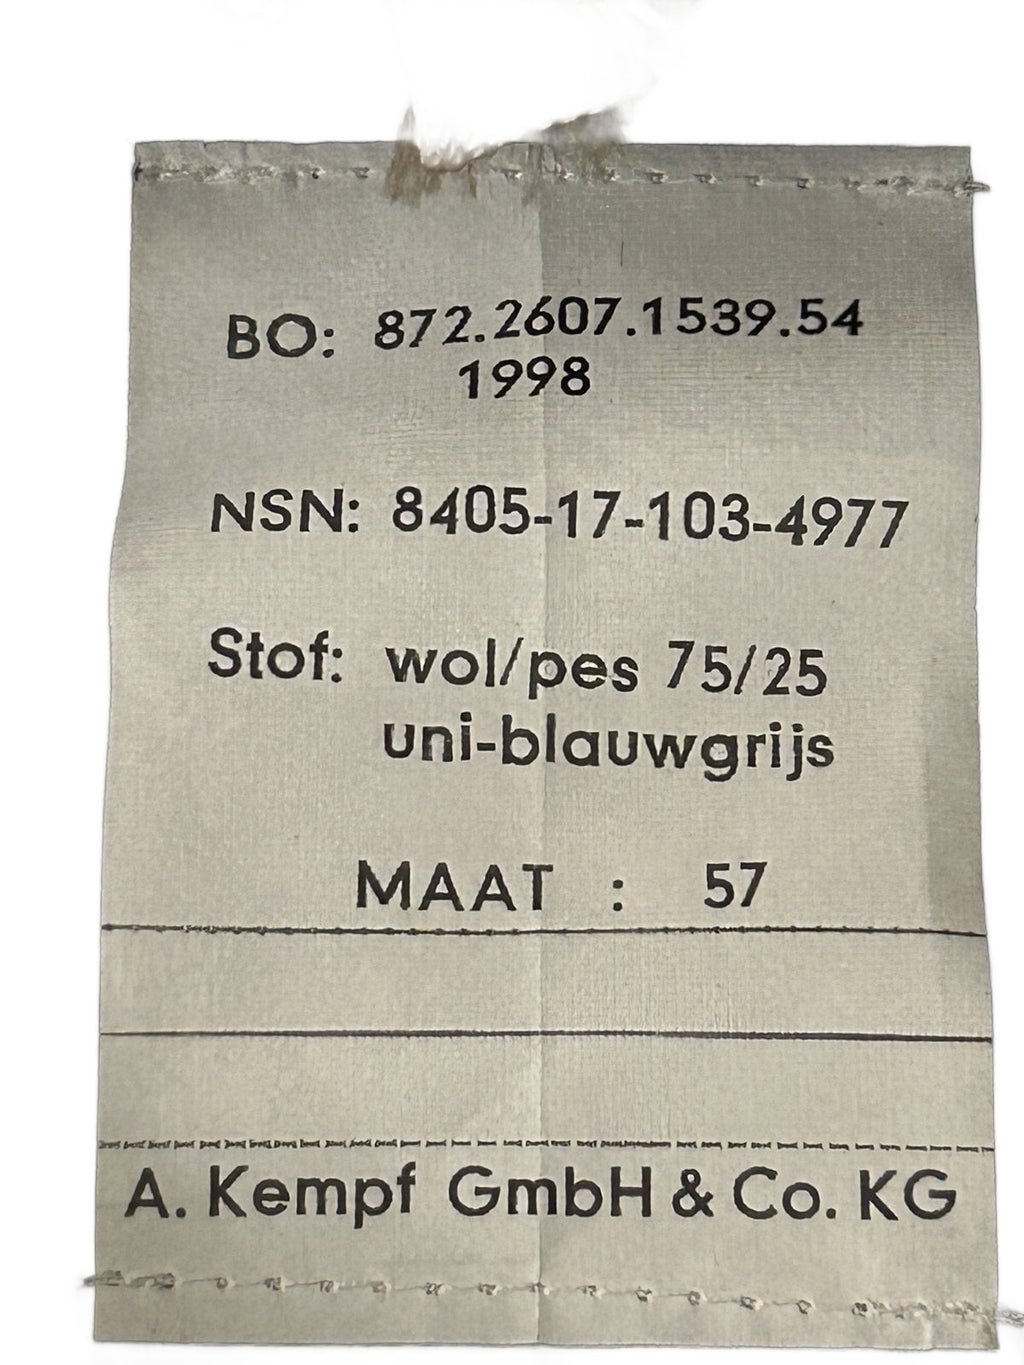 BO: 872.2607.1539.54
1998
NSN: 8405-17-103-4977
Stof: wol/pes 75/25
uni-blauwgrijs
MAAT : 57
A. Kempf GmbH & Co. KG